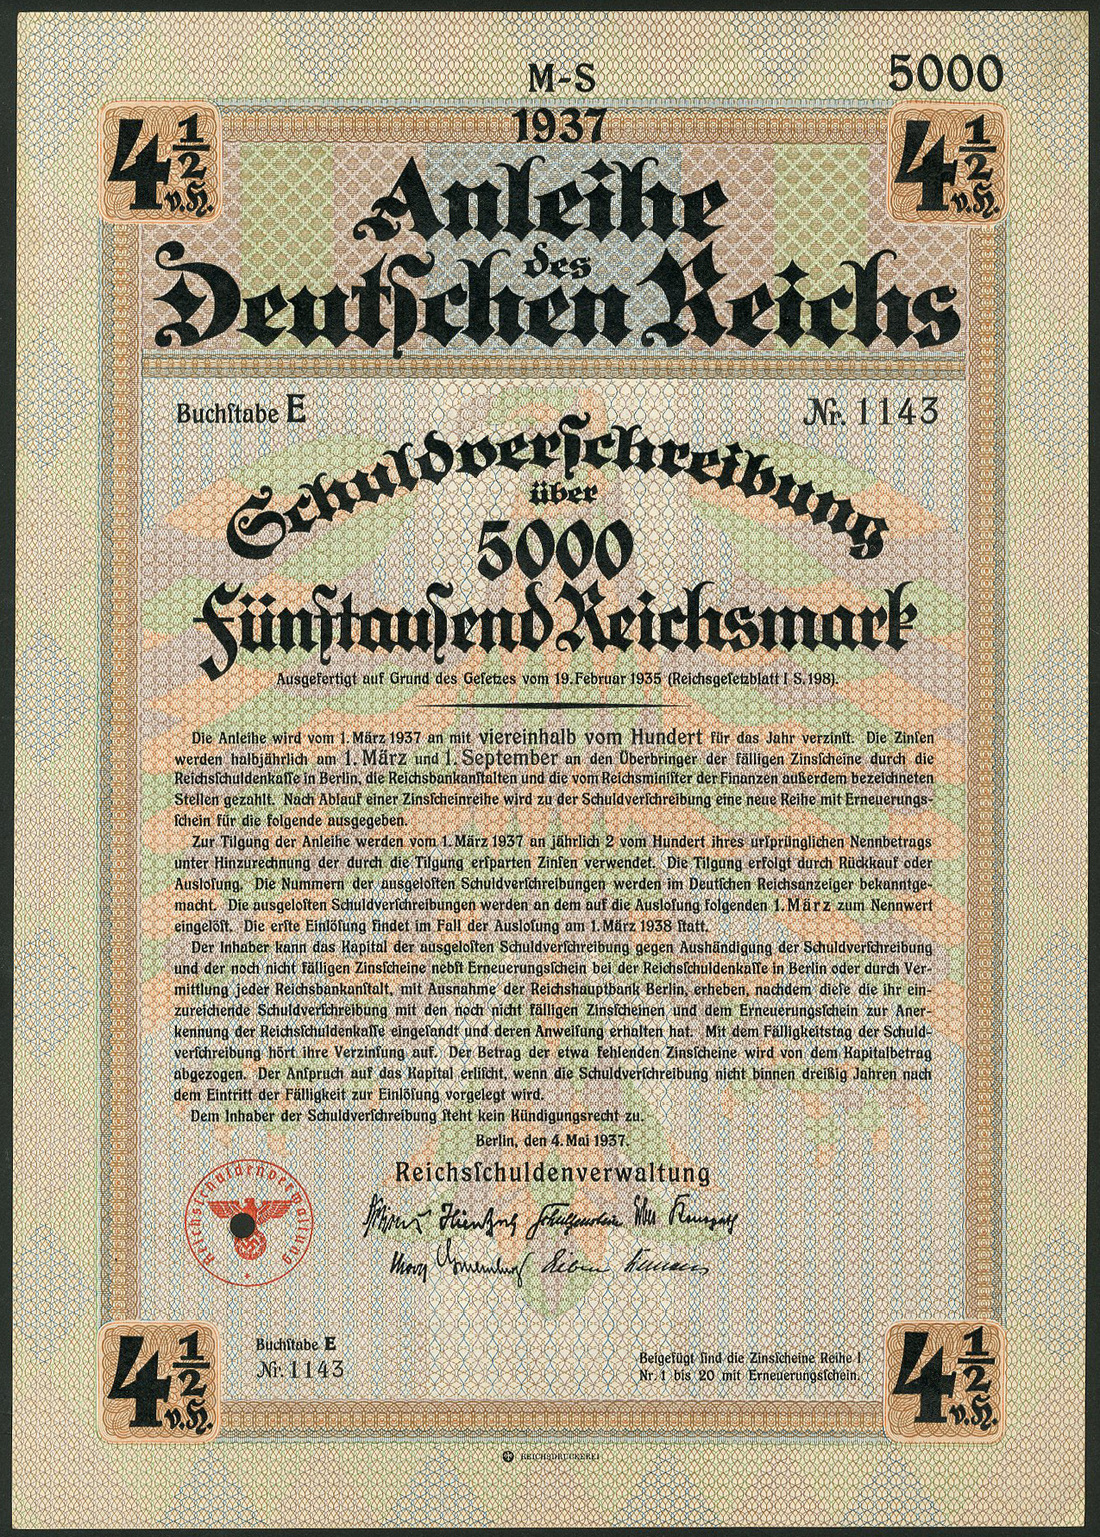 M-S
5000
1937
4 1/2 v.H.
4 1/2 v.H.
Anleihe
des
Deutſchen Reichs
Buchſtabe E
Nr. 1143
Schuldverſchreibung
über
5000
Fünftauſend Reichsmark
Ausgefertigt auf Grund des Geſetzes vom 19. Februar 1935 (Reichsgeſetzblatt I S. 198).
Die Anleihe wird vom 1. März 1937 an mit viereinhalb vom Hundert für das Jahr verzinſt. Die Zinſen
werden halbjährlich am 1. März und 1. September an den Überbringer der fälligen Zinsſcheine durch die
Reichsſchuldenkaſſe in Berlin, die Reichsbankanſtalten und die vom Reichsminiſter der Finanzen außerdem bezeichneten
Stellen gezahlt. Nach Ablauf einer Zinsſcheinreihe wird zu der Schuldverſchreibung eine neue Reihe mit Erneuerungs-
ſchein für die folgende ausgegeben.
Zur Tilgung der Anleihe werden vom 1. März 1937 an jährlich 2 vom Hundert ihres urſprünglichen Nennbetrags
unter Hinzurechnung der durch die Tilgung erſparten Zinſen verwendet. Die Tilgung erfolgt durch Rückkauf oder
Ausloſung. Die Nummern der ausgeloſten Schuldverſchreibungen werden im Deutſchen Reichsanzeiger bekanntge-
macht. Die ausgeloſten Schuldverſchreibungen werden an dem auf die Ausloſung folgenden 1. März zum Nennwert
eingelöſt. Die erſte Einlöſung findet im Fall der Ausloſung am 1. März 1938 ſtatt.
Der Inhaber kann das Kapital der ausgeloſten Schuldverſchreibung gegen Aushändigung der Schuldverſchreibung
und der noch nicht fälligen Zinsſcheine nebſt Erneuerungsſchein bei der Reichsſchuldenkaſſe in Berlin oder durch Ver-
mittlung jeder Reichsbankanſtalt, mit Ausnahme der Reichshauptbank Berlin, erheben, nachdem dieſe die ihr ein-
zureichende Schuldverſchreibung mit den noch nicht fälligen Zinsſcheinen und dem Erneuerungsſchein zur Aner-
kennung der Reichsſchuldenkaſſe eingeſandt und deren Anweiſung erhalten hat. Mit dem Fälligkeitstag der Schuld-
verſchreibung hört ihre Verzinſung auf. Der Betrag der etwa fehlenden Zinsſcheine wird von dem Kapitalbetrag
abgezogen. Der Anſpruch auf das Kapital erliſcht, wenn die Schuldverſchreibung nicht binnen dreißig Jahren nach
dem Eintritt der Fälligkeit zur Einlöſung vorgelegt wird.
Dem Inhaber der Schuldverſchreibung ſteht kein Kündigungsrecht zu.
Berlin, den 4. Mai 1937.
Reichsſchuldenverwaltung
Reichsſchuldenverwaltung
4 1/2 v.H.
Buchſtabe E
Nr. 1143
Beigefügt ſind die Zinsſcheine Reihe I
Nr. 1 bis 20 mit Erneuerungsſchein.
4 1/2 v.H.
REICHSDRUCKEREI